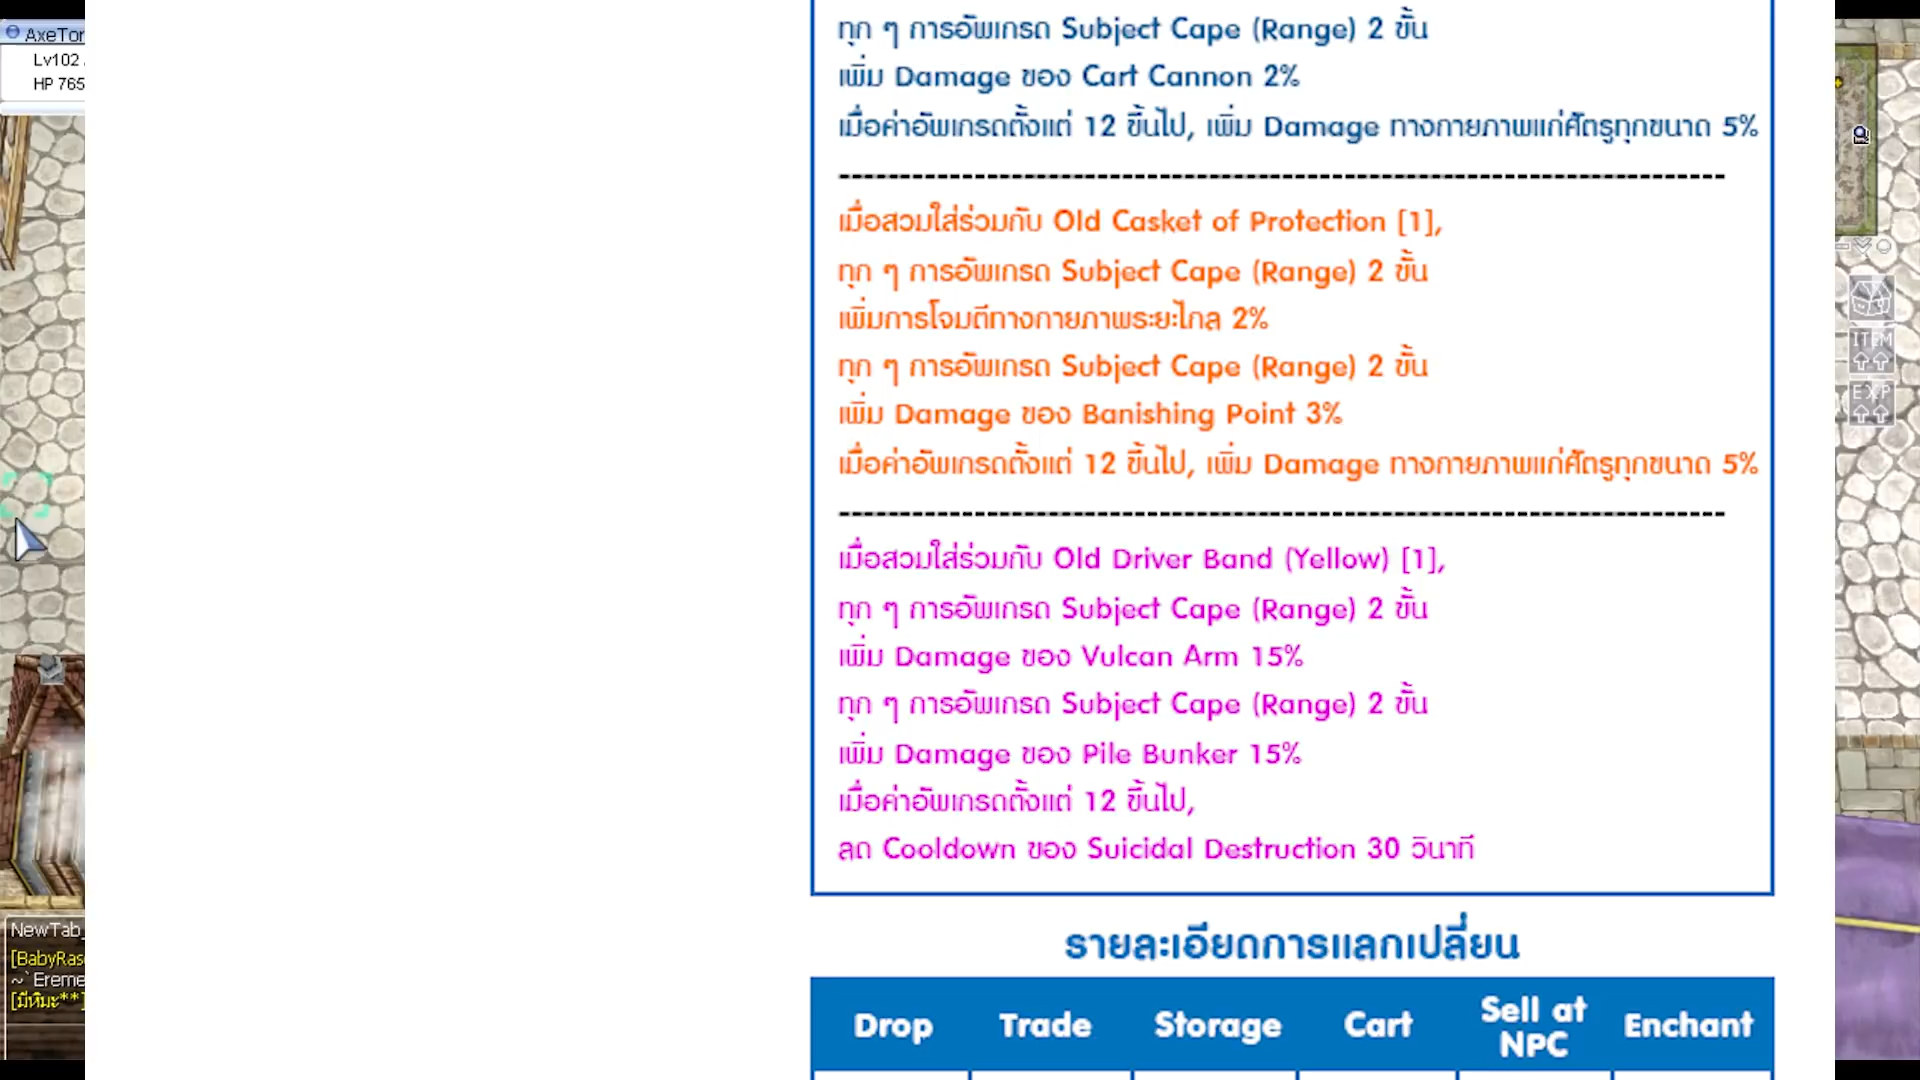 AxeTor
Lv102
HP 765
ทุก ๆ การอัพเกรด Subject Cape (Range) 2 ขั้น
เพิ่ม Damage ของ Cart Cannon 2%
เมื่อค่าอัพเกรดตั้งแต่ 12 ขึ้นไป, เพิ่ม Damage ทางกายภาพแก่ศัตรูทุกขนาด 5%
เมื่อสวมใส่ร่วมกับ Old Casket of Protection [1],
ทุก ๆ การอัพเกรด Subject Cape (Range) 2 ขั้น
เพิ่มการโจมตีทางกายภาพระยะไกล 2%
ทุก ๆ การอัพเกรด Subject Cape (Range) 2 ขั้น
เพิ่ม Damage ของ Banishing Point 3%
เมื่อค่าอัพเกรดตั้งแต่ 12 ขึ้นไป, เพิ่ม Damage ทางกายภาพแก่ศัตรูทุกขนาด 5%
เมื่อสวมใส่ร่วมกับ Old Driver Band (Yellow) [1],
ทุก ๆ การอัพเกรด Subject Cape (Range) 2 ขั้น
เพิ่ม Damage ของ Vulcan Arm 15%
ทุก ๆ การอัพเกรด Subject Cape (Range) 2 ขั้น
เพิ่ม Damage ของ Pile Bunker 15%
เมื่อค่าอัพเกรดตั้งแต่ 12 ขึ้นไป,
ลด Cooldown ของ Suicidal Destruction 30 วินาที
รายละเอียดการแลกเปลี่ยน
Drop Trade Storage Cart Sell at NPC Enchant
ITEM
EXP
NewTab
[BabyRas
~`Ereme
[มีหิมะ**]